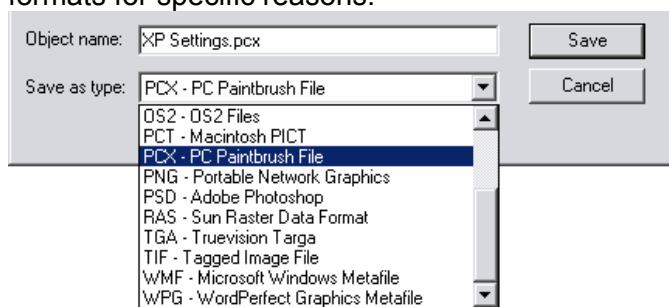 formats for specific reasons.
Object name: XP Settings.pcx Save
Save as type: PCX - PC Paintbrush File Cancel
OS2 - OS2 Files
PCT - Macintosh PICT
PCX - PC Paintbrush File
PNG - Portable Network Graphics
PSD - Adobe Photoshop
RAS - Sun Raster Data Format
TGA - Truevision Targa
TIF - Tagged Image File
WMF - Microsoft Windows Metafile
WPG - WordPerfect Graphics Metafile